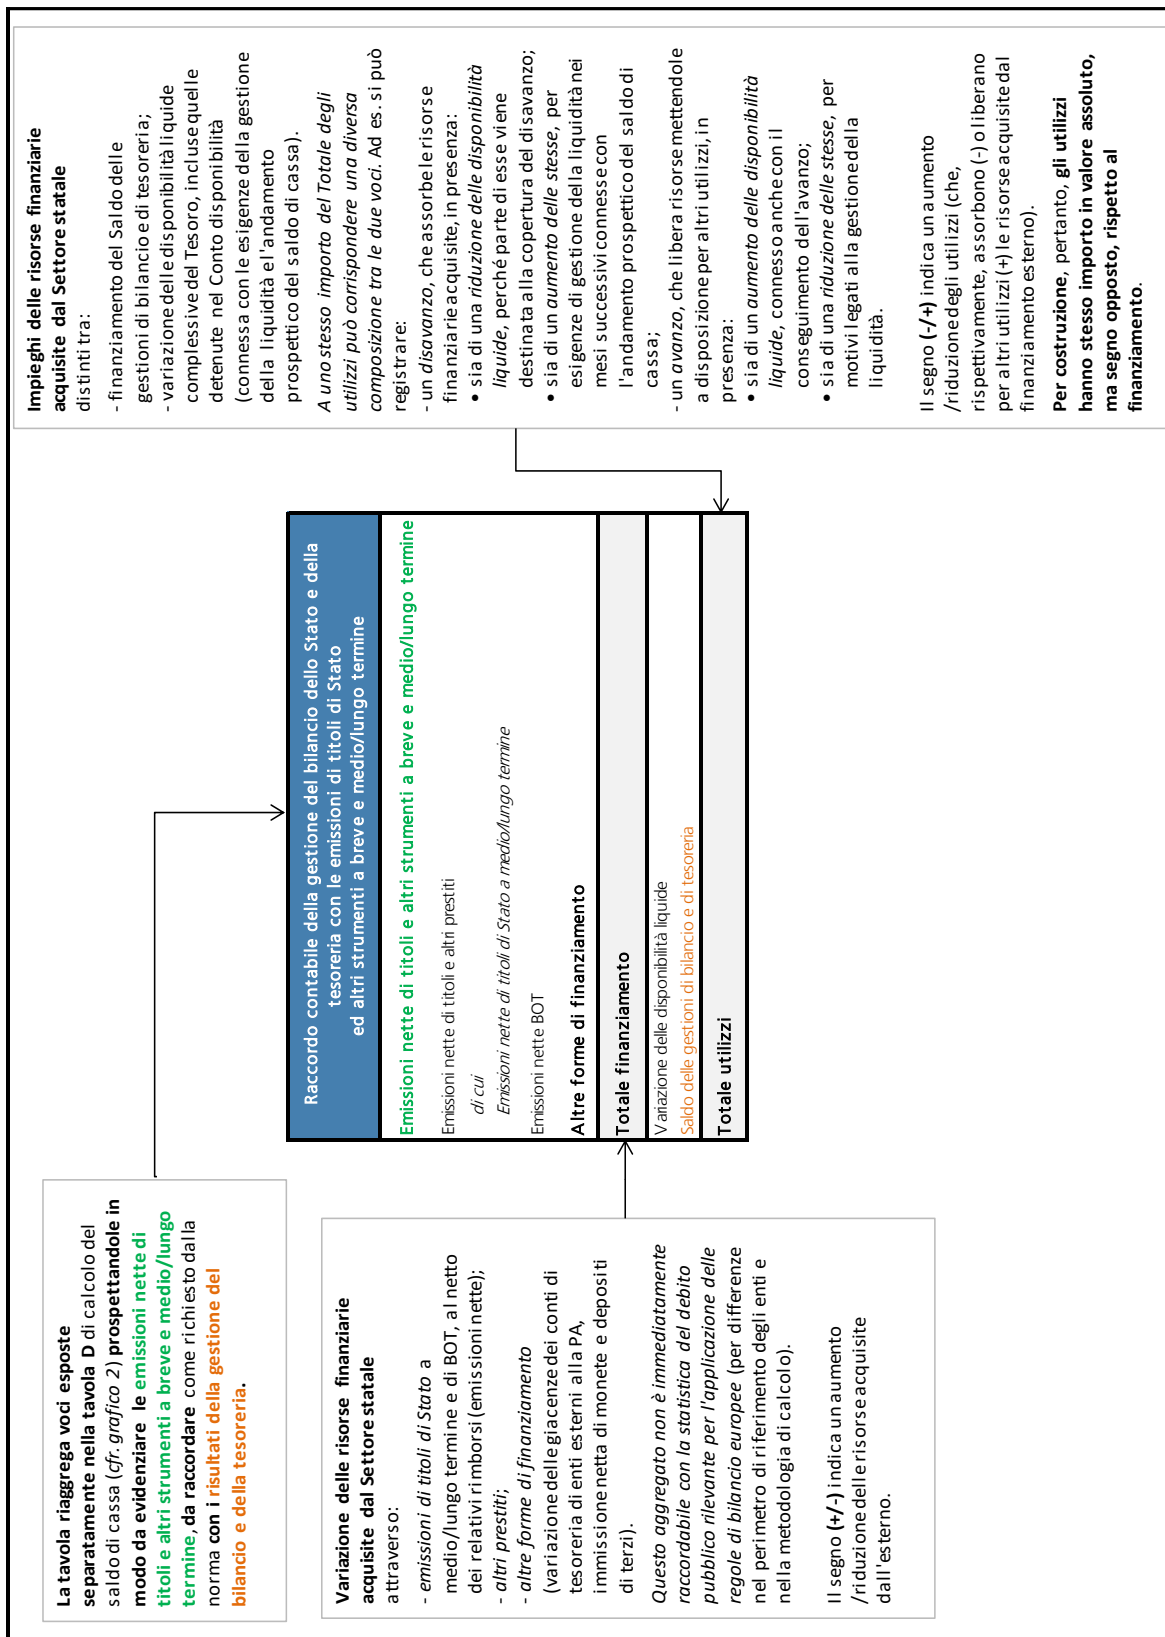 La tavola riaggrega voci esposte
separatamente nella tavola D di calcolo del
saldo di cassa (cfr. grafico 2) prospettandole in
modo da evidenziare le emissioni nette di
titoli e altri strumenti a breve e medio/lungo
termine, da raccordare come richiesto dalla
norma con i risultati della gestione del
bilancio e della tesoreria.
Variazione delle risorse finanziarie
acquisite dal Settore statale
attraverso:
- emissioni di titoli di Stato a
medio/lungo termine e di BOT, al netto
dei relativi rimborsi (emissioni nette);
- altri prestiti;
- altre forme di finanziamento
(variazione delle giacenze dei conti di
tesoreria di enti esterni alla PA,
immissione netta di monete e depositi
di terzi).
Questo aggregato non è immediatamente
raccordabile con la statistica del debito
pubblico rilevante per l'applicazione delle
regole di bilancio europee (per differenze
nel perimetro di riferimento degli enti e
nella metodologia di calcolo).
Il segno (+/-) indica un aumento
/riduzione delle risorse acquisite
dall'esterno.
Raccordo contabile della gestione del bilancio dello Stato e della
tesoreria con le emissioni di titoli di Stato
ed altri strumenti a breve e medio/lungo termine
Emissioni nette di titoli e altri strumenti a breve e medio/lungo termine
Emissioni nette di titoli e altri prestiti
di cui
Emissioni nette di titoli di Stato a medio/lungo termine
Emissioni nette BOT
Altre forme di finanziamento
Totale finanziamento
Variazione delle disponibilità liquide
Saldo delle gestioni di bilancio e di tesoreria
Totale utilizzi
Impieghi delle risorse finanziarie
acquisite dal Settore statale
distinti tra:
- finanziamento del Saldo delle
gestioni di bilancio e di tesoreria;
- variazione delle disponibilità liquide
complessive del Tesoro, incluse quelle
detenute nel Conto disponibilità
(connessa con le esigenze della gestione
della liquidità e l'andamento
prospettico del saldo di cassa).
A uno stesso importo del Totale degli
utilizzi può corrispondere una diversa
composizione tra le due voci. Ad es. si può
registrare:
- un disavanzo, che assorbe le risorse
finanziarie acquisite, in presenza:
• sia di una riduzione delle disponibilità
liquide, perché parte di esse viene
destinata alla copertura del disavanzo;
• sia di un aumento delle stesse, per
esigenze di gestione della liquidità nei
mesi successivi connesse con
l'andamento prospettico del saldo di
cassa;
- un avanzo, che libera risorse mettendole
a disposizione per altri utilizzi, in
presenza:
• sia di un aumento delle disponibilità
liquide, connesso anche con il
conseguimento dell'avanzo;
• sia di una riduzione delle stesse, per
motivi legati alla gestione della
liquidità.
Il segno (-/+) indica un aumento
/riduzione degli utilizzi (che,
rispettivamente, assorbono (-) o liberano
per altri utilizzi (+) le risorse acquisite dal
finanziamento esterno).
Per costruzione, pertanto, gli utilizzi
hanno stesso importo in valore assoluto,
ma segno opposto, rispetto al
finanziamento.